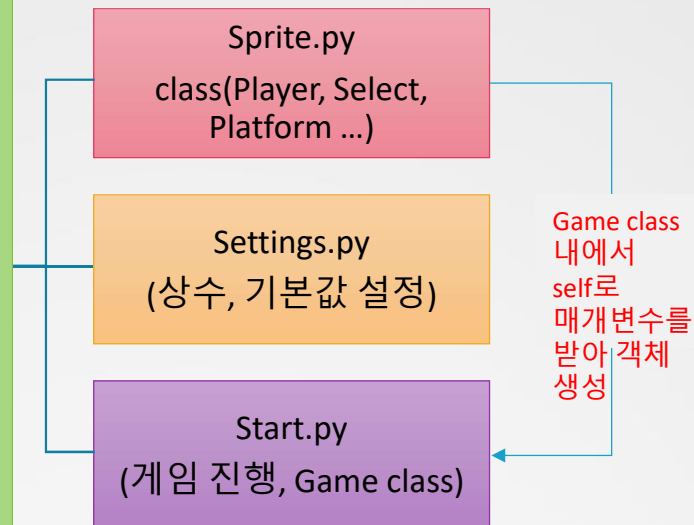 Sprite.py
class(Player, Select,
Platform …)
Settings.py
(상수, 기본값 설정)
Game class
내에서
self로
매개변수를
받아 객체
생성
Start.py
(게임 진행, Game class)